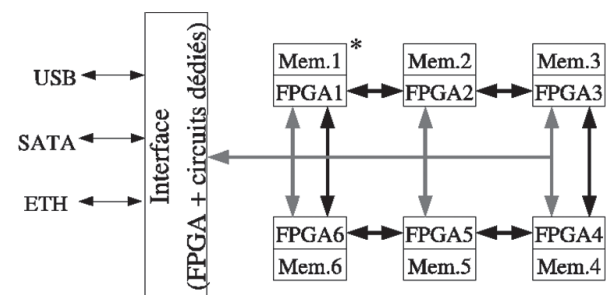 USB
SATA
ETH
Interface
(FPGA + circuits dédiés)
Mem.1 *
FPGA1
Mem.2
FPGA2
Mem.3
FPGA3
FPGA6
Mem.6
FPGA5
Mem.5
FPGA4
Mem.4